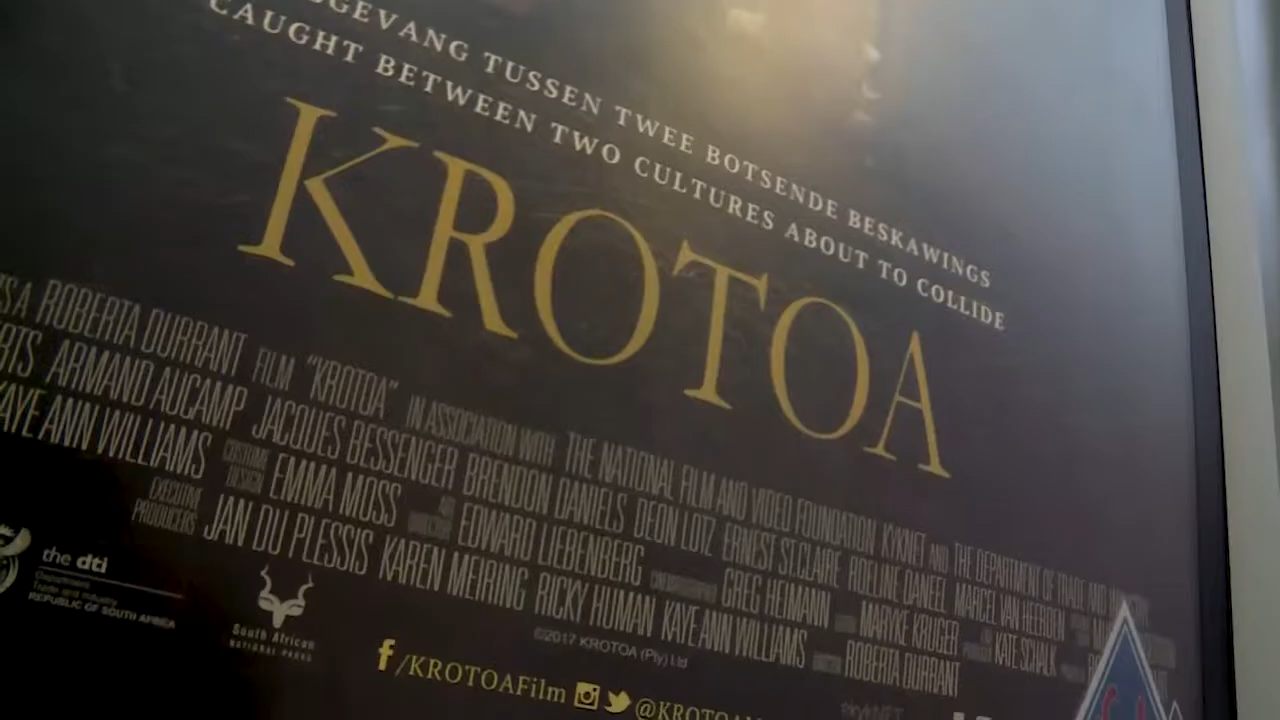 TUSSEN TWEE BOTSENDE BESKAWINGS
CAUGHT BETWEEN TWO CULTURES ABOUT TO COLLIDE
KROTOA
ROBERTA DURRANT FILM "KROTOA" IN ASSOCIATION WITH THE NATIONAL FILM AND VIDEO FOUNDATION KYKNET AND THE DEPARTMENT OF TRADE AND
ARMAND AUCAMP JACQUES BESSENGER BRENDON DANIELS DEON LOTZ ERNEST ST.CLAIRE ROELINE DANEEL MARCEL VAN HEERDEN
KAYE ANN WILLIAMS COSTUME DESIGN EMMA MOSS EDWARD LIEBENBERG GREG HEIMANN MARYKE KRUGER KATE SCHALK
EXECUTIVE PRODUCERS JAN DU PLESSIS KAREN MEIRING RICKY HUMAN KAYE ANN WILLIAMS ROBERTA DURRANT
the dti
Department
Trade and Industry
REPUBLIC OF SOUTH AFRICA
South African
NATIONAL PARKS
©2017 KROTOA (Pty) Ltd
f/KROTOAFilm